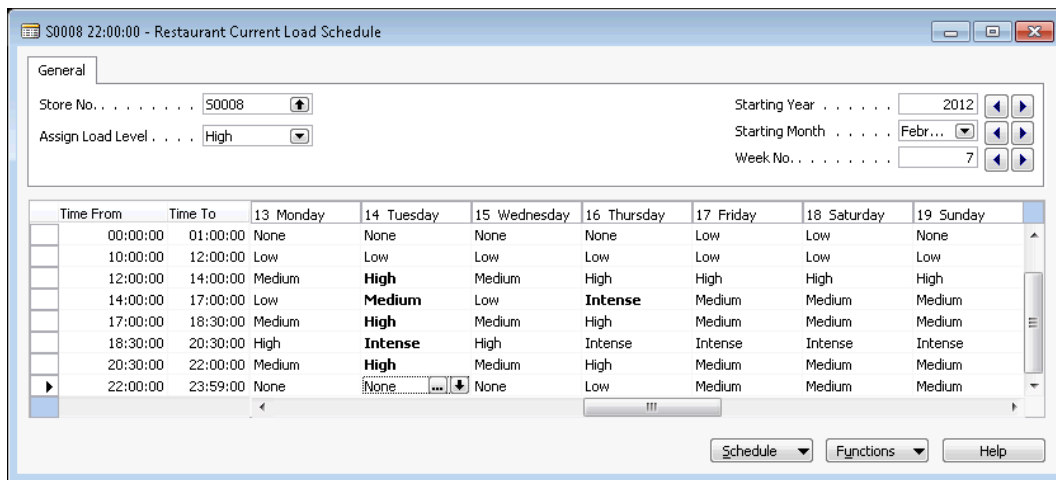 S0008 22:00:00 - Restaurant Current Load Schedule
General
Store No. . . . . . . . . S0008 Starting Year . . . . . . 2012
Assign Load Level . . . . High Starting Month . . . . . Febr...
Week No. . . . . . . . . 7
Time From Time To 13 Monday 14 Tuesday 15 Wednesday 16 Thursday 17 Friday 18 Saturday 19 Sunday
00:00:00 01:00:00 None None None None Low Low None
10:00:00 12:00:00 Low Low Low Low Low Low Low
12:00:00 14:00:00 Medium High Medium High High High High
14:00:00 17:00:00 Low Medium Low Intense Medium Medium Medium
17:00:00 18:30:00 Medium High Medium High Medium Medium Medium
18:30:00 20:30:00 High Intense High Intense Intense Intense Intense
20:30:00 22:00:00 Medium High Medium High Medium Medium Medium
22:00:00 23:59:00 None None ... None Low Medium Medium Medium
Schedule Functions Help